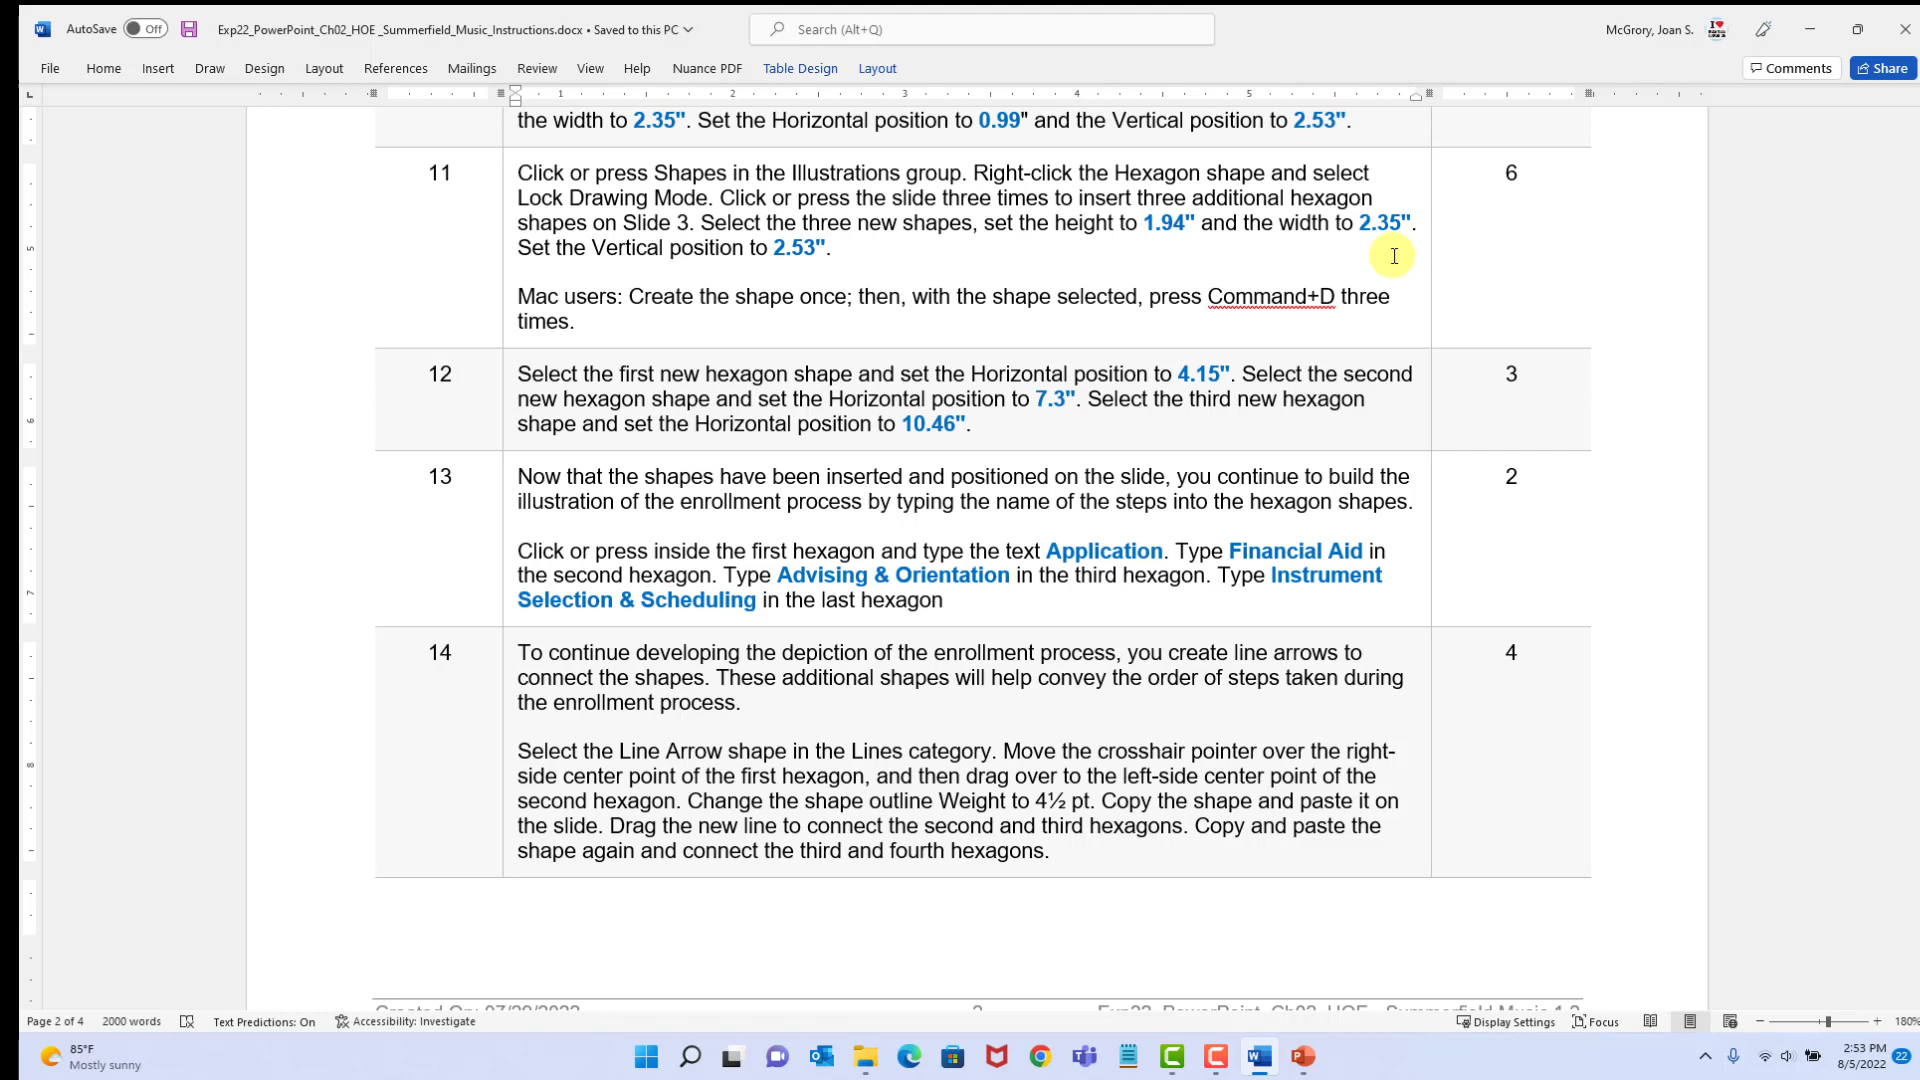 AutoSave Off Exp22_PowerPoint_Ch02_HOE _Summerfield_Music_Instructions.docx • Saved to this PC Search (Alt+Q) McGrory, Joan S.
File Home Insert Draw Design Layout References Mailings Review View Help Nuance PDF Table Design Layout Comments Share
1 2 3 4 5
the width to 2.35". Set the Horizontal position to 0.99" and the Vertical position to 2.53".
11 Click or press Shapes in the Illustrations group. Right-click the Hexagon shape and select 6
Lock Drawing Mode. Click or press the slide three times to insert three additional hexagon
shapes on Slide 3. Select the three new shapes, set the height to 1.94" and the width to 2.35".
Set the Vertical position to 2.53".
Mac users: Create the shape once; then, with the shape selected, press Command+D three
times.
12 Select the first new hexagon shape and set the Horizontal position to 4.15". Select the second 3
new hexagon shape and set the Horizontal position to 7.3". Select the third new hexagon
shape and set the Horizontal position to 10.46".
13 Now that the shapes have been inserted and positioned on the slide, you continue to build the 2
illustration of the enrollment process by typing the name of the steps into the hexagon shapes.
Click or press inside the first hexagon and type the text Application. Type Financial Aid in
the second hexagon. Type Advising & Orientation in the third hexagon. Type Instrument
Selection & Scheduling in the last hexagon
14 To continue developing the depiction of the enrollment process, you create line arrows to 4
connect the shapes. These additional shapes will help convey the order of steps taken during
the enrollment process.
Select the Line Arrow shape in the Lines category. Move the crosshair pointer over the right-
side center point of the first hexagon, and then drag over to the left-side center point of the
second hexagon. Change the shape outline Weight to 4½ pt. Copy the shape and paste it on
the slide. Drag the new line to connect the second and third hexagons. Copy and paste the
shape again and connect the third and fourth hexagons.
Created On: 07/29/2022 2 Exp22_PowerPoint_Ch02_HOE - Summerfield Music 1.2
Page 2 of 4 2000 words Text Predictions: On Accessibility: Investigate Display Settings Focus 180%
85°F
Mostly sunny
2:53 PM
8/5/2022
22